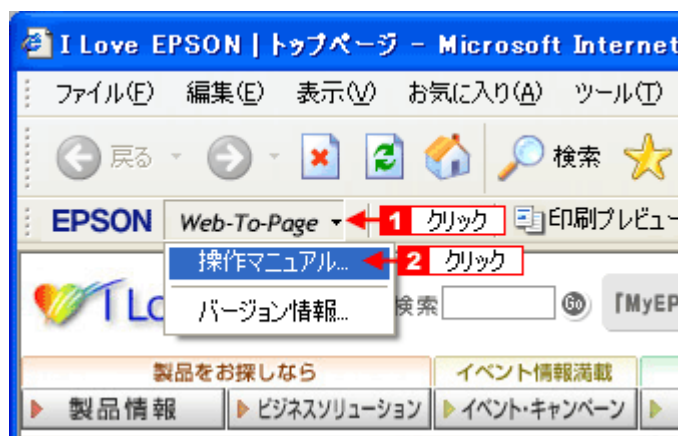 I Love EPSON | トップページ - Microsoft Internet
ファイル(F) 編集(E) 表示(V) お気に入り(A) ツール(T)
戻る 検索
EPSON Web-To-Page 1 クリック 印刷プレビュー
操作マニュアル... 2 クリック
I Lo 検索 Go 「MyEP
バージョン情報...
製品をお探しなら イベント情報満載
製品情報 ビジネスソリューション イベント・キャンペーン